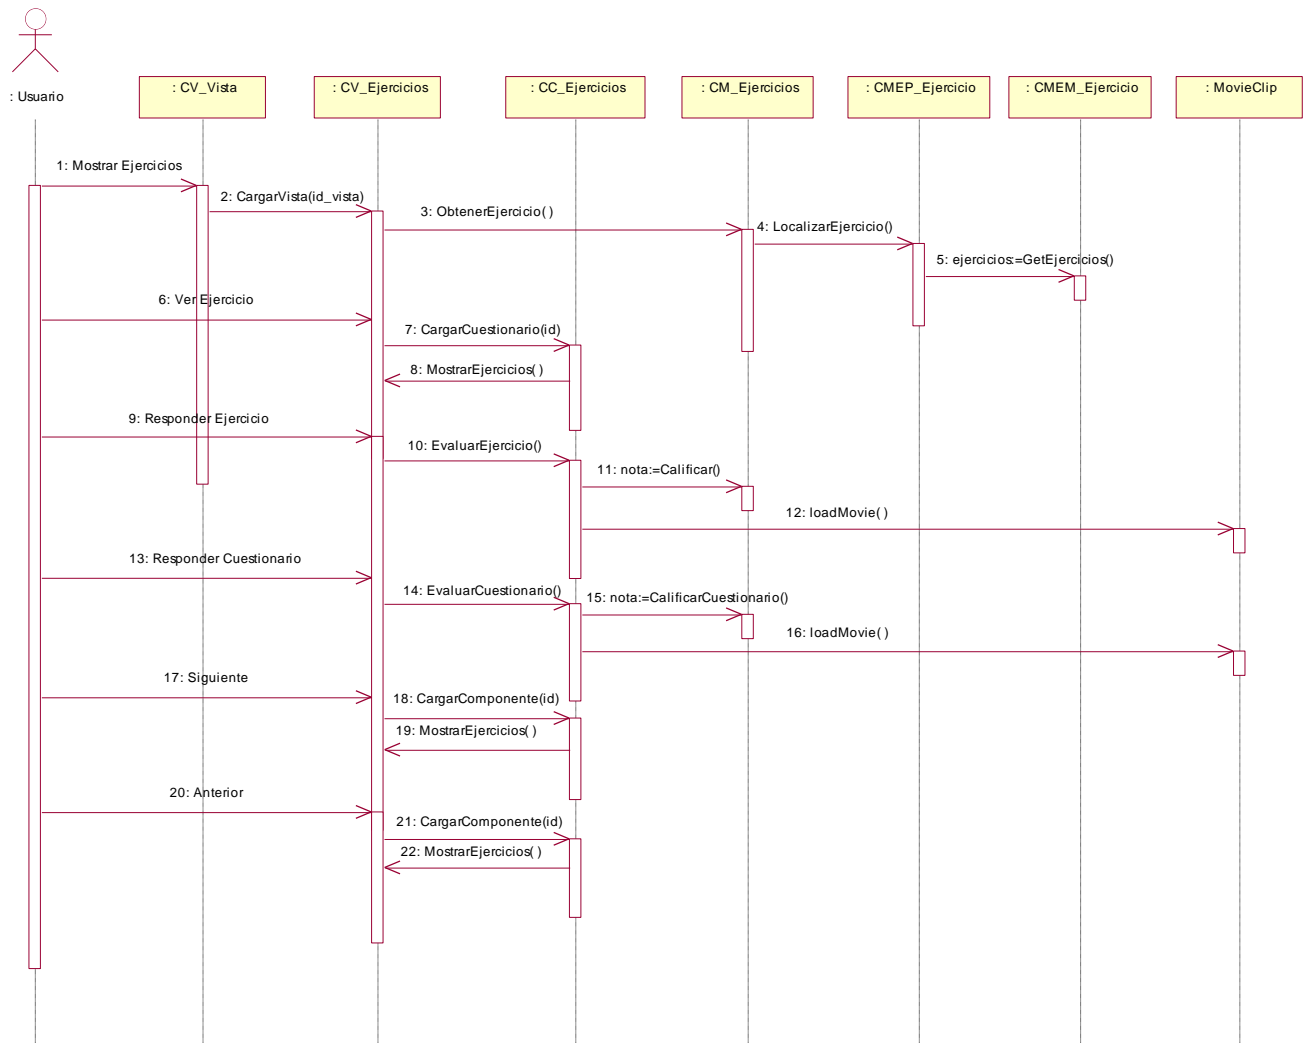 : Usuario
: CV_Vista
: CV_Ejercicios
: CC_Ejercicios
: CM_Ejercicios
: CMEP_Ejercicio
: CMEM_Ejercicio
: MovieClip
1: Mostrar Ejercicios
2: CargarVista(id_vista)
3: ObtenerEjercicio( )
4: LocalizarEjercicio()
5: ejercicios:=GetEjercicios()
6: Ver Ejercicio
7: CargarCuestionario(id)
8: MostrarEjercicios( )
9: Responder Ejercicio
10: EvaluarEjercicio()
11: nota:=Calificar()
12: loadMovie( )
13: Responder Cuestionario
14: EvaluarCuestionario()
15: nota:=CalificarCuestionario()
16: loadMovie( )
17: Siguiente
18: CargarComponente(id)
19: MostrarEjercicios( )
20: Anterior
21: CargarComponente(id)
22: MostrarEjercicios( )